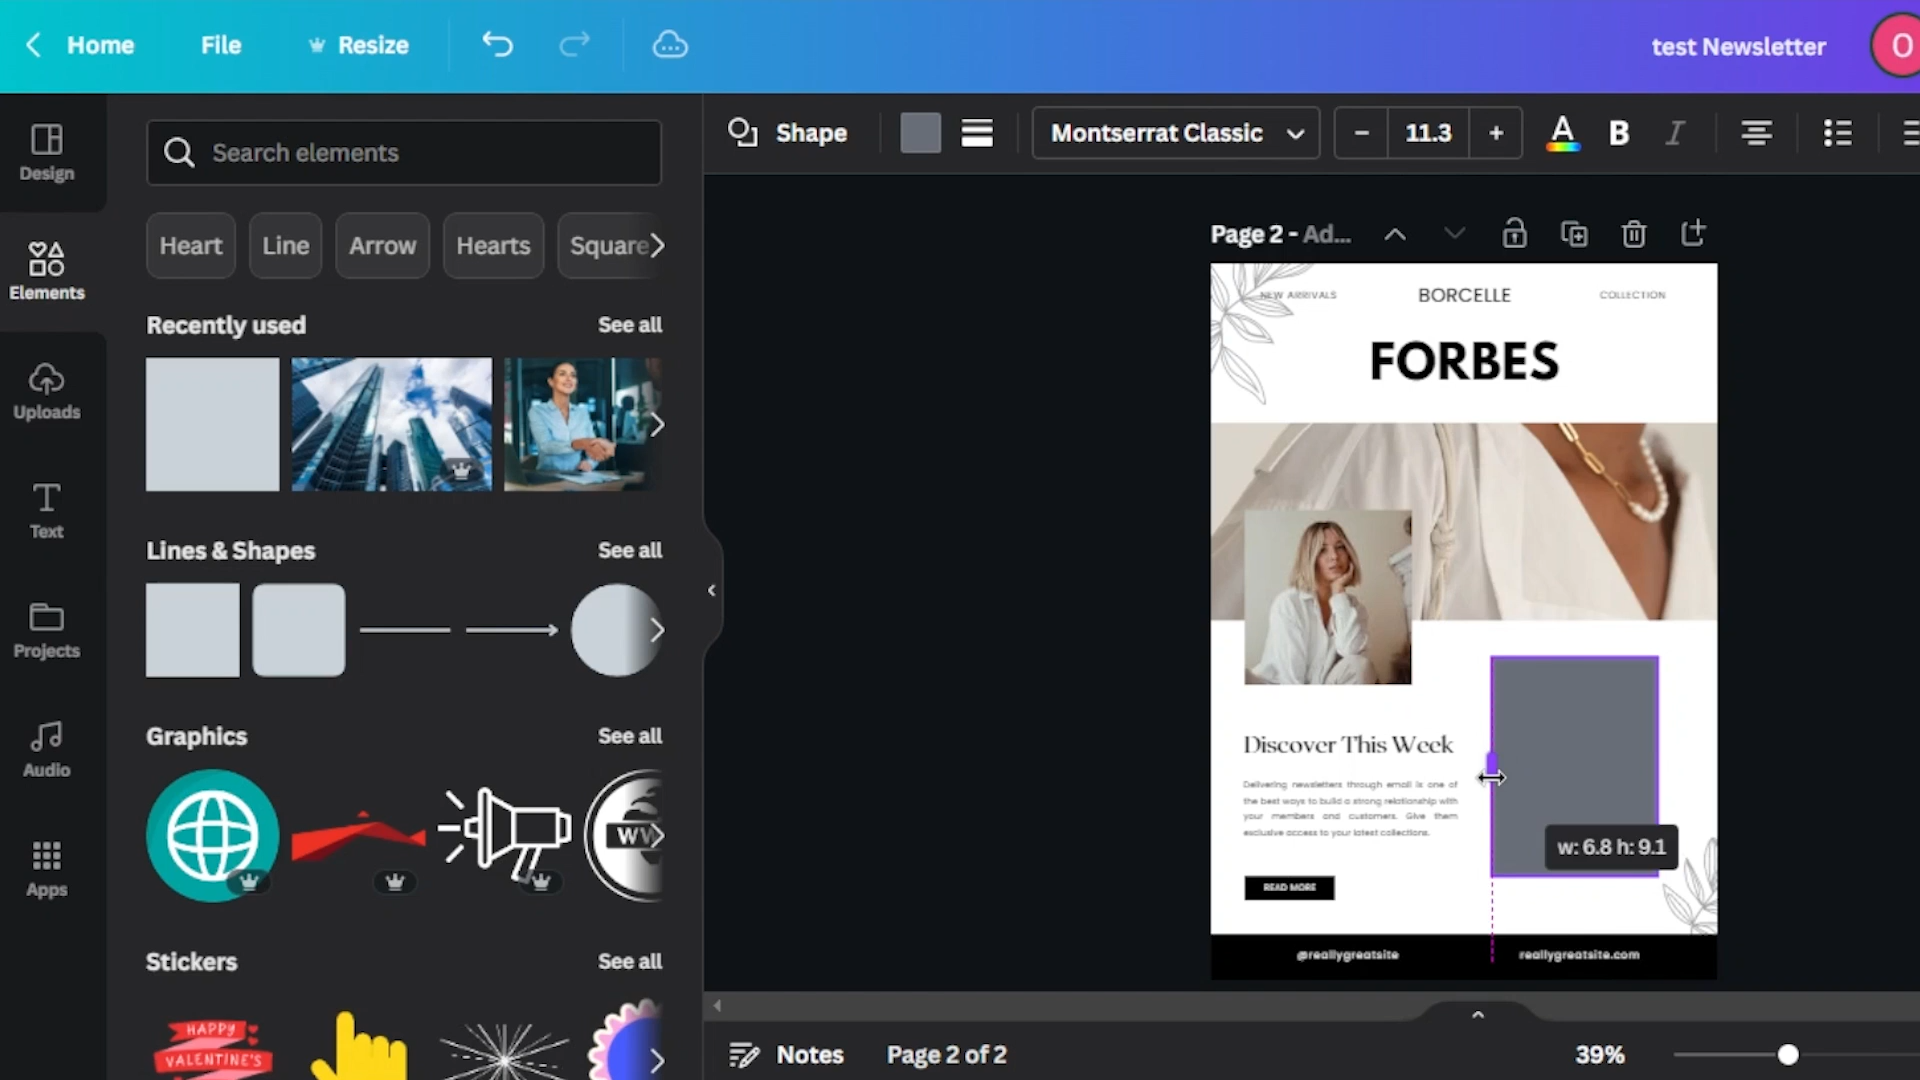 Home
File
Resize
test Newsletter
O
Design
Elements
Uploads
Text
Projects
Audio
Apps
Search elements
Heart
Line
Arrow
Hearts
Square
Recently used
See all
Lines & Shapes
See all
Graphics
See all
Stickers
See all
HAPPY
VALENTINE'S
Shape
Montserrat Classic
11.3
A
B
I
Page 2 - Ad...
NEW ARRIVALS
BORCELLE
COLLECTION
FORBES
Discover This Week
Delivering newsletters through email is one of
the best ways to build a strong relationship with
your members and customers. Give them
exclusive access to your latest collections.
READ MORE
w: 6.8 h: 9.1
@reallygreatsite
reallygreatsite.com
Notes
Page 2 of 2
39%